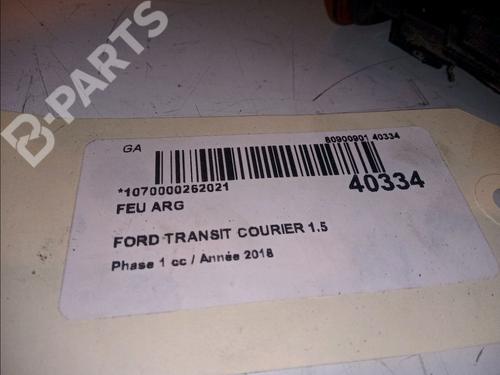 B-PARTS
GA
80900901 40334
*1070000262021
40334
FEU ARG
FORD TRANSIT COURIER 1.5
Phase 1 cc / Année 2018